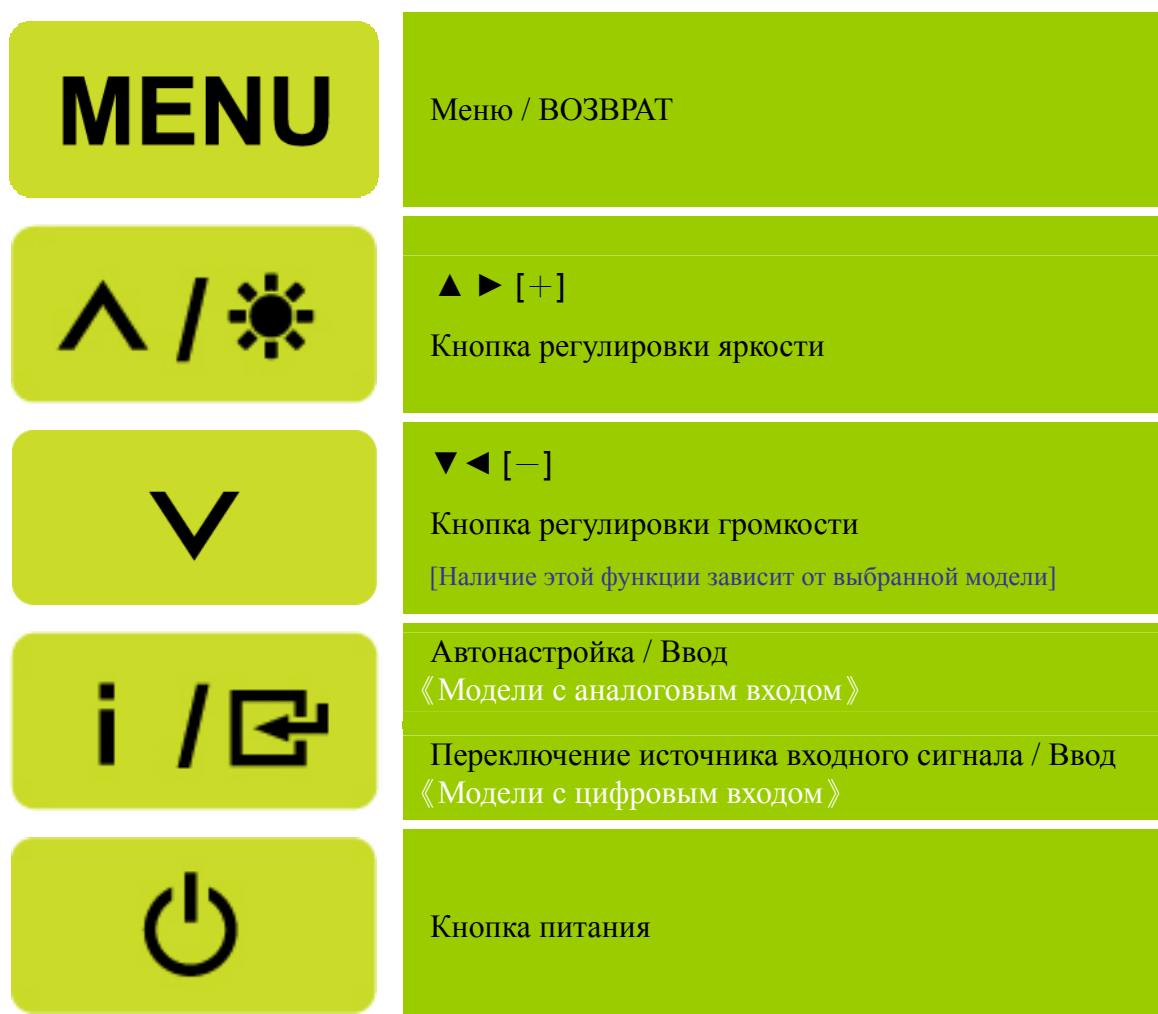 MENU
Меню / ВОЗВРАТ
/
▲ ► [+]
Кнопка регулировки яркости
▼◄ [−]
Кнопка регулировки громкости
[Наличие этой функции зависит от выбранной модели]
i /
Автонастройка / Ввод
《Модели с аналоговым входом》
Переключение источника входного сигнала / Ввод
《Модели с цифровым входом》
Кнопка питания